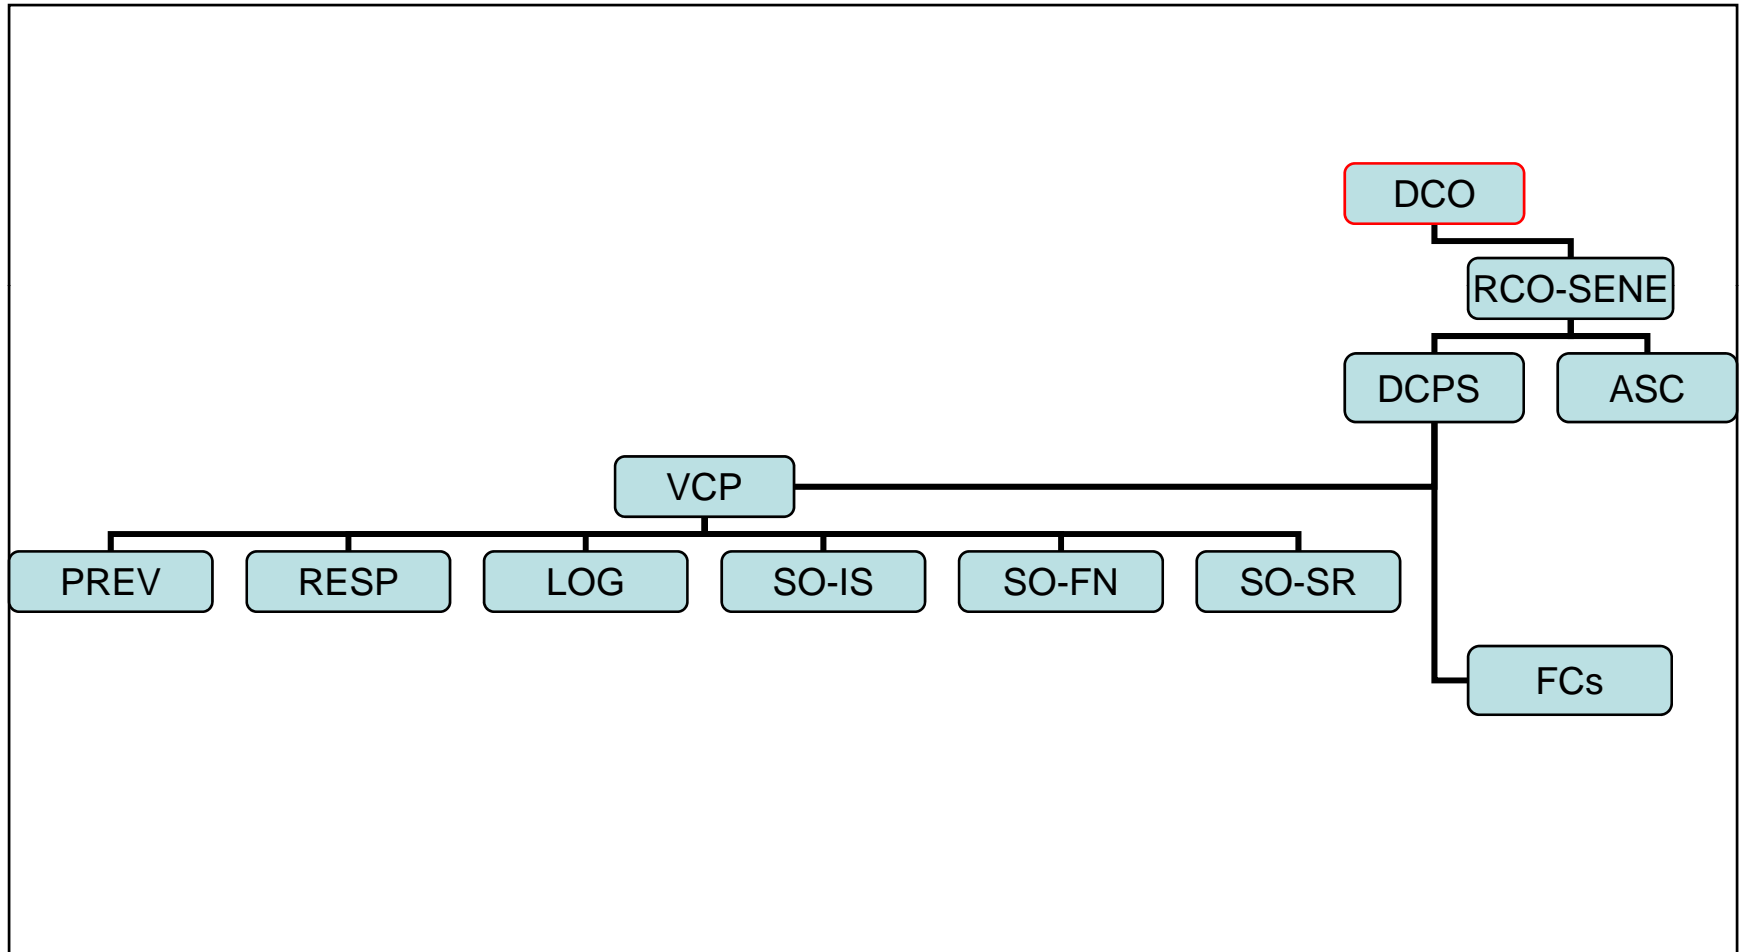 DCO
RCO-SENE
DCPS
ASC
VCP
PREV
RESP
LOG
SO-IS
SO-FN
SO-SR
FCs